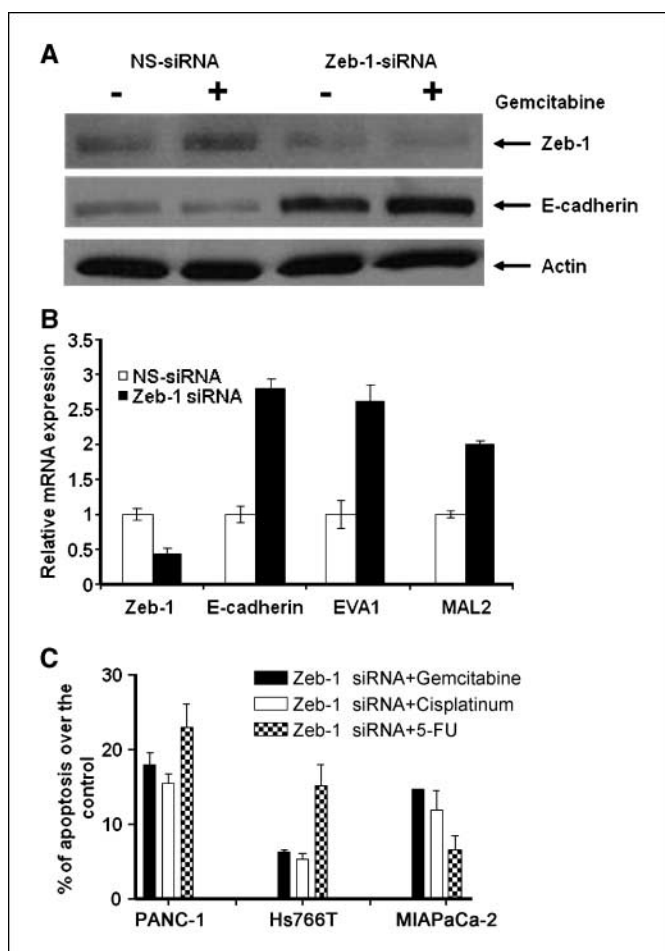 A
NS-siRNA Zeb-1-siRNA
- + - + Gemcitabine
Zeb-1
E-cadherin
Actin
B
Relative mRNA expression
3.5
3
2.5
2
1.5
1
0.5
0
NS-siRNA
Zeb-1 siRNA
Zeb-1 E-cadherin EVA1 MAL2
C
% of apoptosis over the
control
30
20
10
0
Zeb-1 siRNA+Gemcitabine
Zeb-1 siRNA+Cisplatinum
Zeb-1 siRNA+5-FU
PANC-1 Hs766T MIAPaCa-2